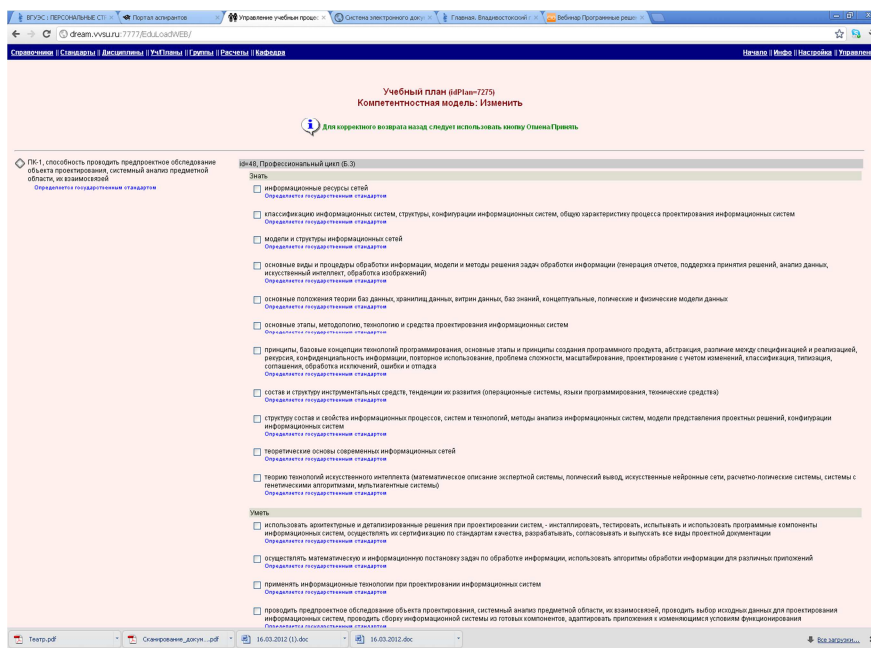 ВГУЭС : ПЕРСОНАЛЬНЫЕ СТ
Портал аспирантов
Управление учебным процес
Система электронного докум
Главная. Владивостокский г
Вебинар Программные реше
dream.vvsu.ru:7777/EduLoadWEB/
Справочники || Стандарты || Дисциплины || Уч/Планы || Группы || Расчеты || Кафедра
Начало || Инфо || Настройка || Управлен
Учебный план (idPlan=7275)
Компетентностная модель: Изменить
Для корректного возврата назад следует использовать кнопку Отмена/Принять
ПК-1, способность проводить предпроектное обследование
объекта проектирования, системный анализ предметной
области, их взаимосвязей
Определяется государственным стандартом
id=48, Профессиональный цикл (Б.3)
Знать
информационные ресурсы сетей
Определяется государственным стандартом
классификацию информационных систем, структуры, конфигурации информационных систем, общую характеристику процесса проектирования информационных систем
Определяется государственным стандартом
модели и структуры информационных сетей
Определяется государственным стандартом
основные виды и процедуры обработки информации, модели и методы решения задач обработки информации (генерация отчетов, поддержка принятия решений, анализ данных,
искусственный интеллект, обработка изображений)
Определяется государственным стандартом
основные положения теории баз данных, хранилищ данных, витрин данных, баз знаний, концептуальные, логические и физические модели данных
Определяется государственным стандартом
основные этапы, методологию, технологию и средства проектирования информационных систем
Определяется государственным стандартом
принципы, базовые концепции технологий программирования, основные этапы и принципы создания программного продукта, абстракция, различие между спецификацией и реализацией,
рекурсия, конфиденциальность информации, повторное использование, проблема сложности, масштабирование, проектирование с учетом изменений, классификация, типизация,
соглашения, обработка исключений, ошибки и отладка
Определяется государственным стандартом
состав и структуру инструментальных средств, тенденции их развития (операционные системы, языки программирования, технические средства)
Определяется государственным стандартом
структуру состав и свойства информационных процессов, систем и технологий, методы анализа информационных систем, модели представления проектных решений, конфигурации
информационных систем
Определяется государственным стандартом
теоретические основы современных информационных сетей
Определяется государственным стандартом
теорию технологий искусственного интеллекта (математическое описание экспертной системы, логический вывод, искусственные нейронные сети, расчетно-логические системы, системы с
генетическими алгоритмами, мультиагентные системы)
Определяется государственным стандартом
Уметь
использовать архитектурные и детализированные решения при проектировании систем, - инсталлировать, тестировать, испытывать и использовать программные компоненты
информационных систем, осуществлять их сертификацию по стандартам качества, разрабатывать, согласовывать и выпускать все виды проектной документации
Определяется государственным стандартом
осуществлять математическую и информационную постановку задач по обработке информации, использовать алгоритмы обработки информации для различных приложений
Определяется государственным стандартом
применять информационные технологии при проектировании информационных систем
Определяется государственным стандартом
проводить предпроектное обследование объекта проектирования, системный анализ предметной области, их взаимосвязей, проводить выбор исходных данных для проектирования
информационных систем, проводить сборку информационной системы из готовых компонентов, адаптировать приложения к изменяющимся условиям функционирования
Определяется государственным стандартом
Театр.pdf
Сканирование_докум....pdf
16.03.2012 (1).doc
16.03.2012.doc
Все загрузки...